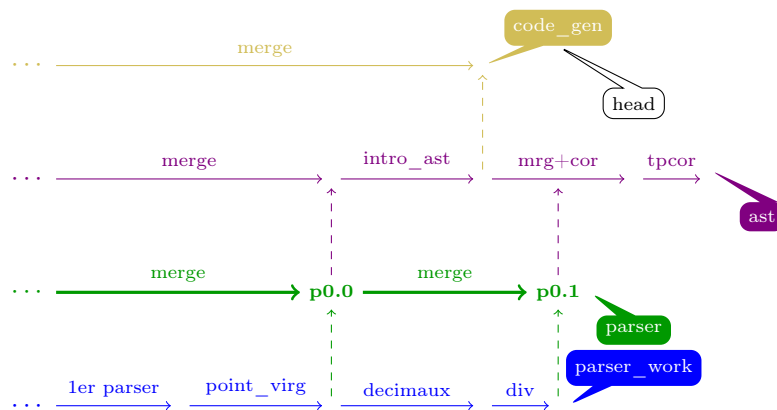 code_gen
merge
...
head
merge
intro_ast
mrg+cor
tpcor
...
ast
merge
merge
...
p0.0
p0.1
parser
parser_work
1er parser
point_virg
decimaux
div
...